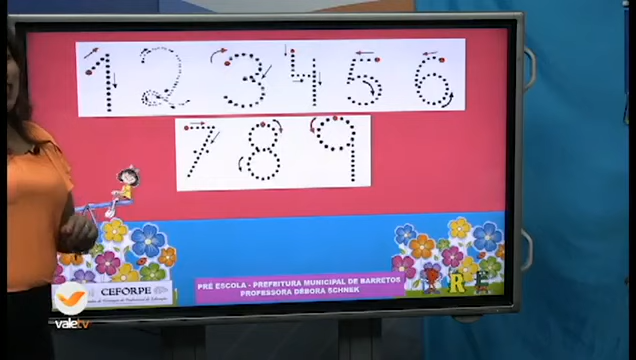 1 2 3 4 5 6
7 8 9
CEFORPE
PRÉ ESCOLA - PREFEITURA MUNICIPAL DE BARRETOS
PROFESSORA DÉBORA SCHNEK
valetv